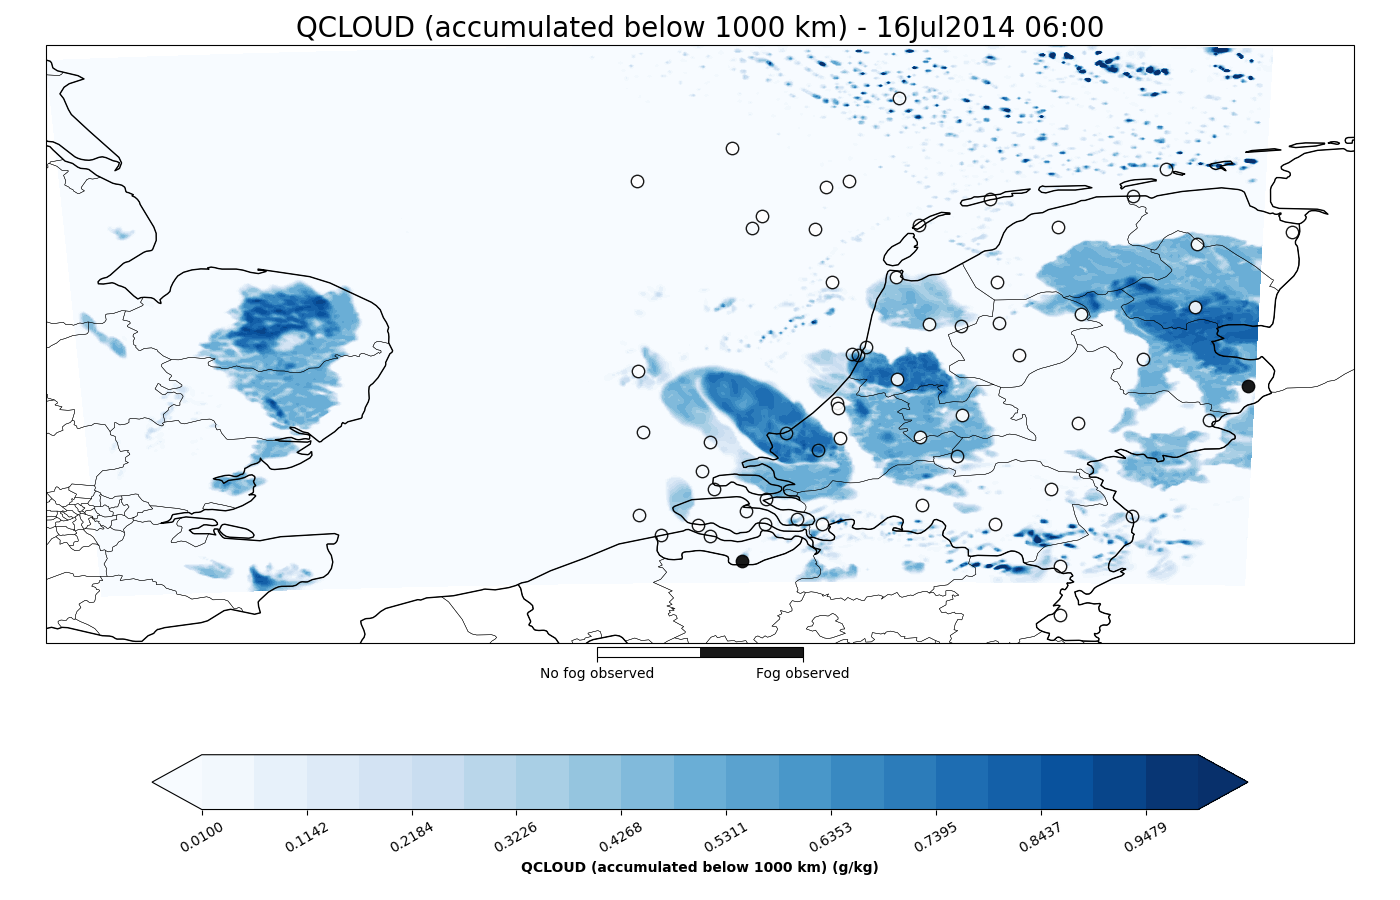 QCLOUD (accumulated below 1000 km) - 16Jul2014 06:00
No fog observed
Fog observed
0.0100
0.1142
0.2184
0.3226
0.4268
0.5311
0.6353
0.7395
0.8437
0.9479
QCLOUD (accumulated below 1000 km) (g/kg)